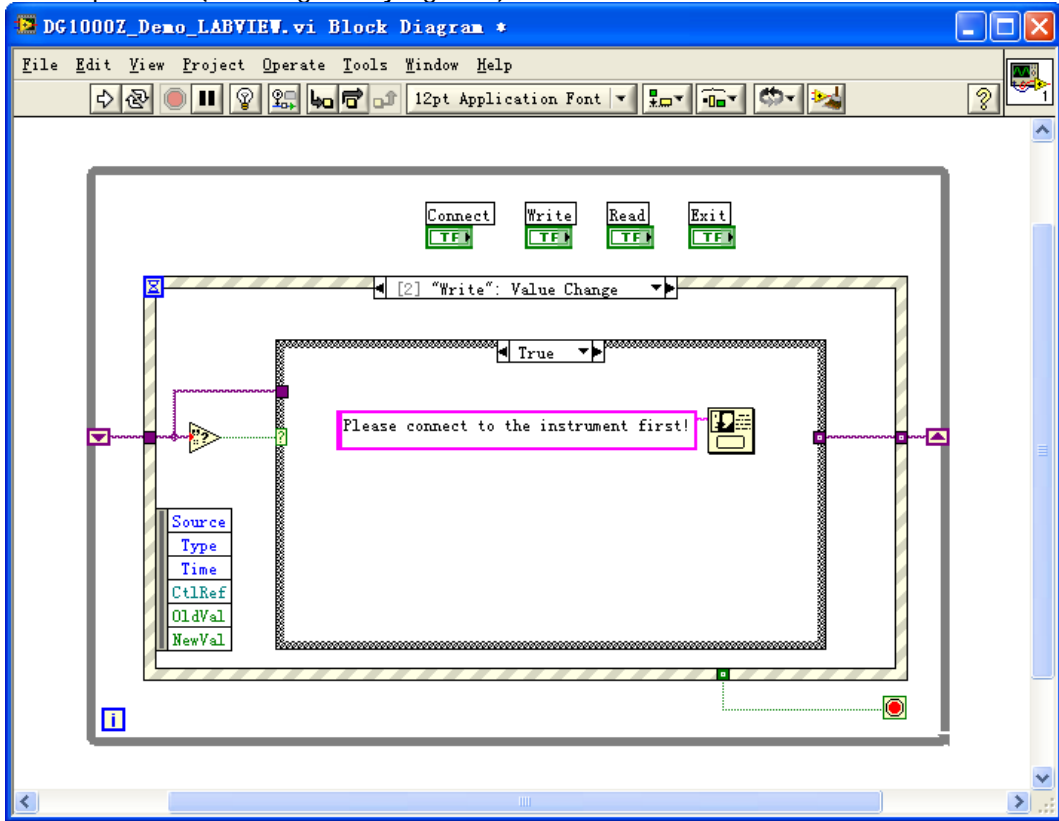 DG1000Z_Demo_LABVIEW.vi Block Diagram *
File Edit View Project Operate Tools Window Help
12pt Application Font
?
1
Connect Write Read Exit
TF TF TF TF
[2] "Write": Value Change
True
Please connect to the instrument first!
?
?
Source
Type
Time
CtlRef
OldVal
NewVal
i